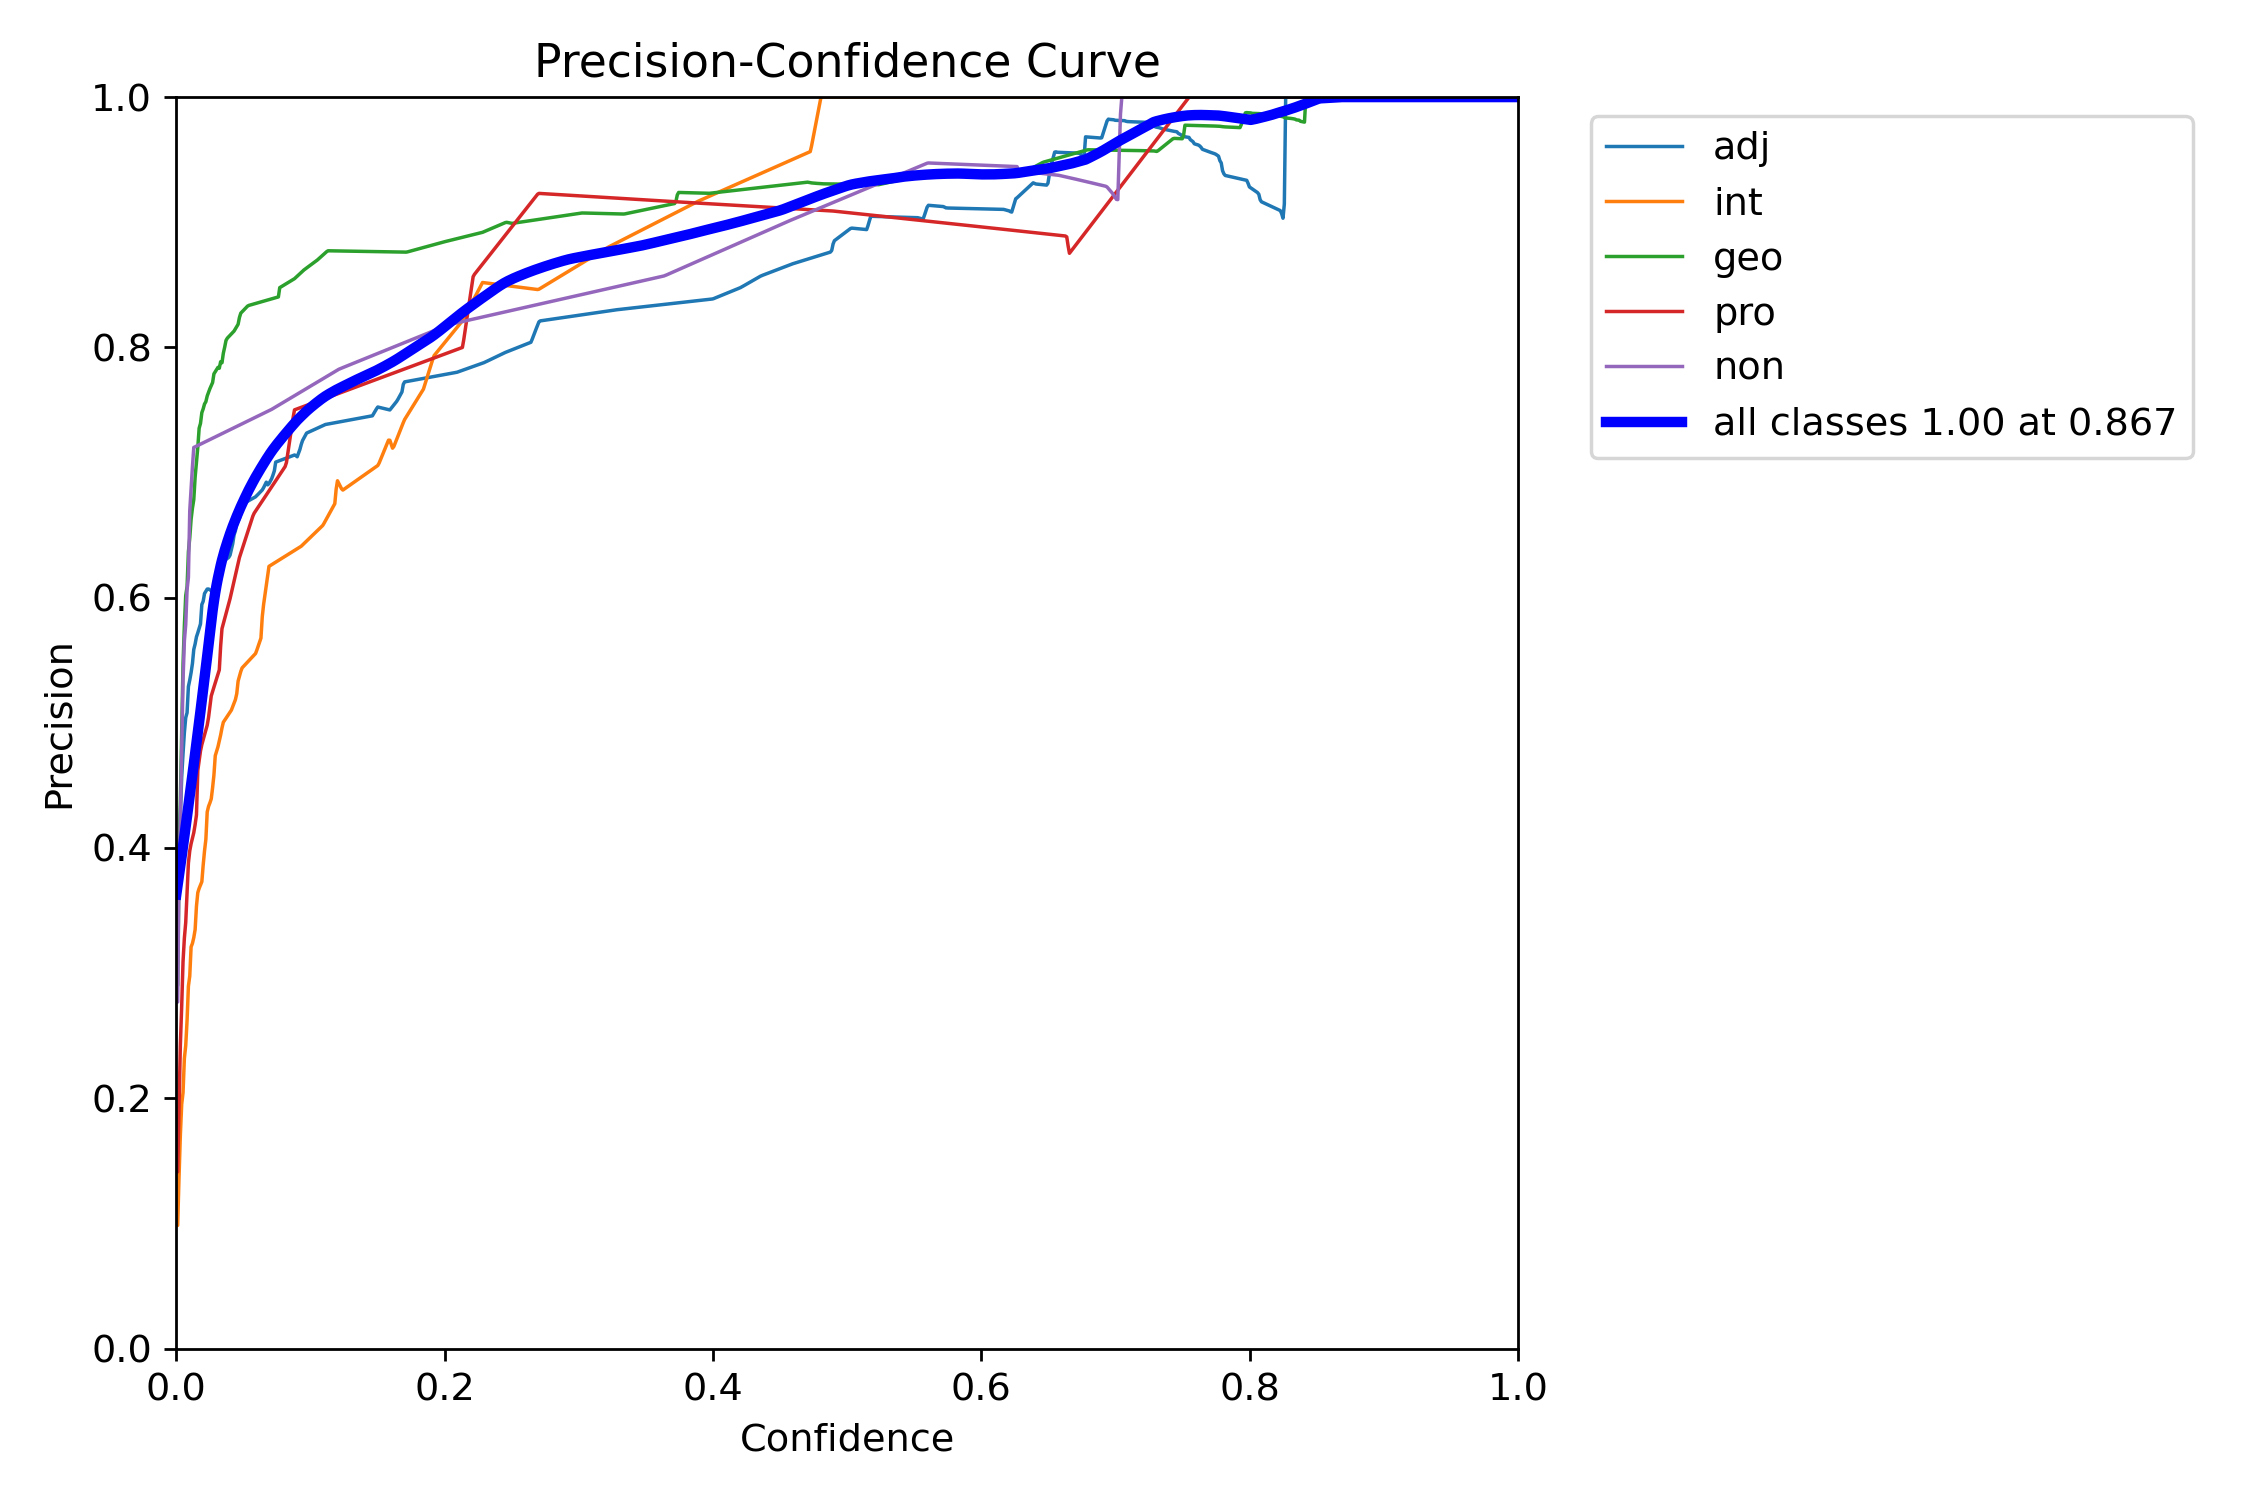 Precision-Confidence Curve
1.0
0.8
0.6
0.4
0.2
0.0
Precision
0.0 0.2 0.4 0.6 0.8 1.0
Confidence
adj
int
geo
pro
non
all classes 1.00 at 0.867